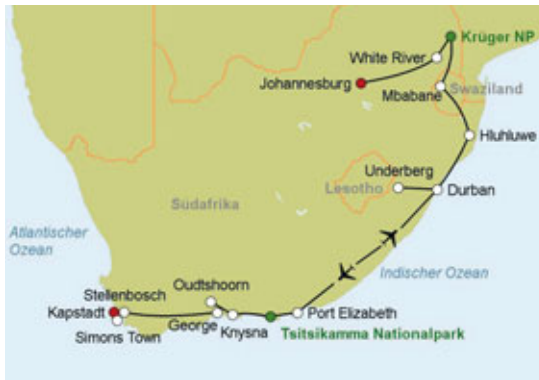 Krüger NP
White River
Johannesburg
Mbabane
Swaziland
Hluhluwe
Underberg
Lesotho
Durban
Südafrika
Atlantischer
Ozean
Indischer Ozean
Oudtshoorn
Stellenbosch
Kapstadt
George
Port Elizabeth
Simons Town
Knysna
Tsitsikamma Nationalpark